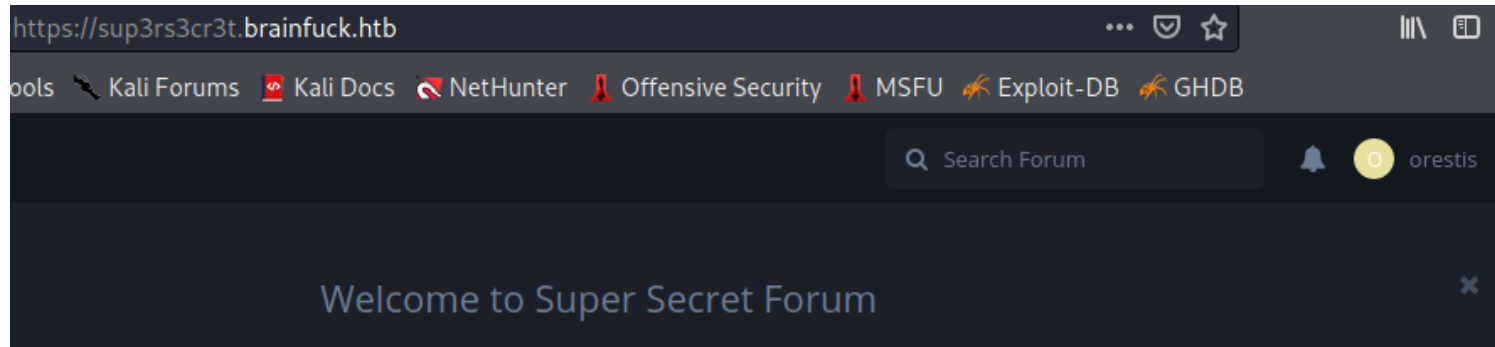 https://sup3rs3cr3t.brainfuck.htb
ools Kali Forums Kali Docs NetHunter Offensive Security MSFU Exploit-DB GHDB
Search Forum O orestis
Welcome to Super Secret Forum